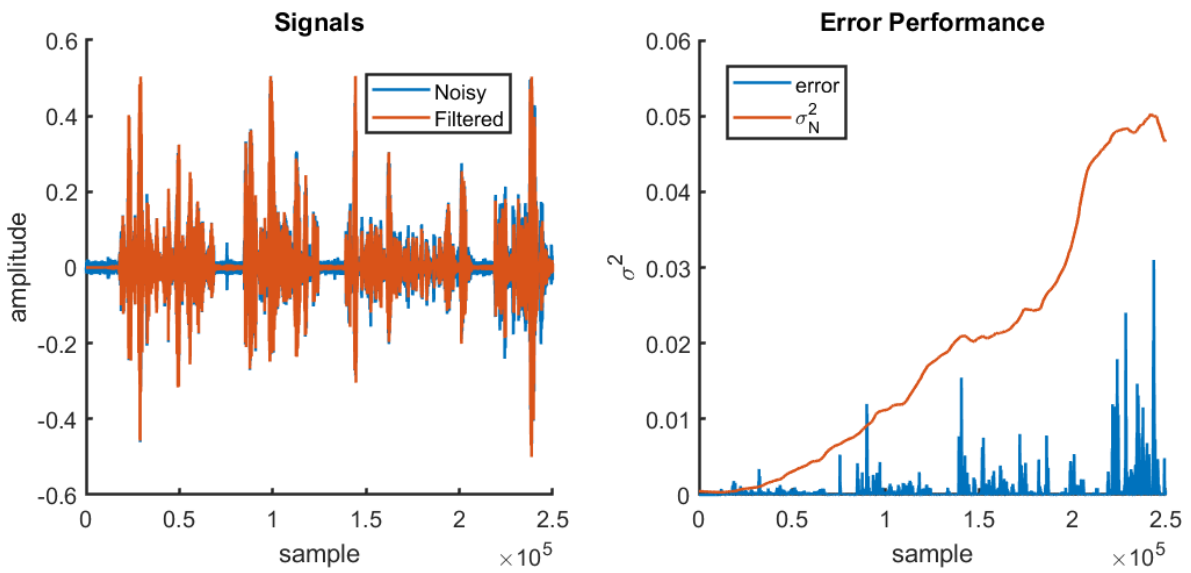 Signals
0.6
0.4
0.2
0
-0.2
-0.4
-0.6
amplitude
Noisy
Filtered
0
0.5
1
1.5
2
2.5
sample
×10^5
Error Performance
0.06
0.05
0.04
0.03
0.02
0.01
0
σ^2
error
σ_N^2
0
0.5
1
1.5
2
2.5
sample
×10^5